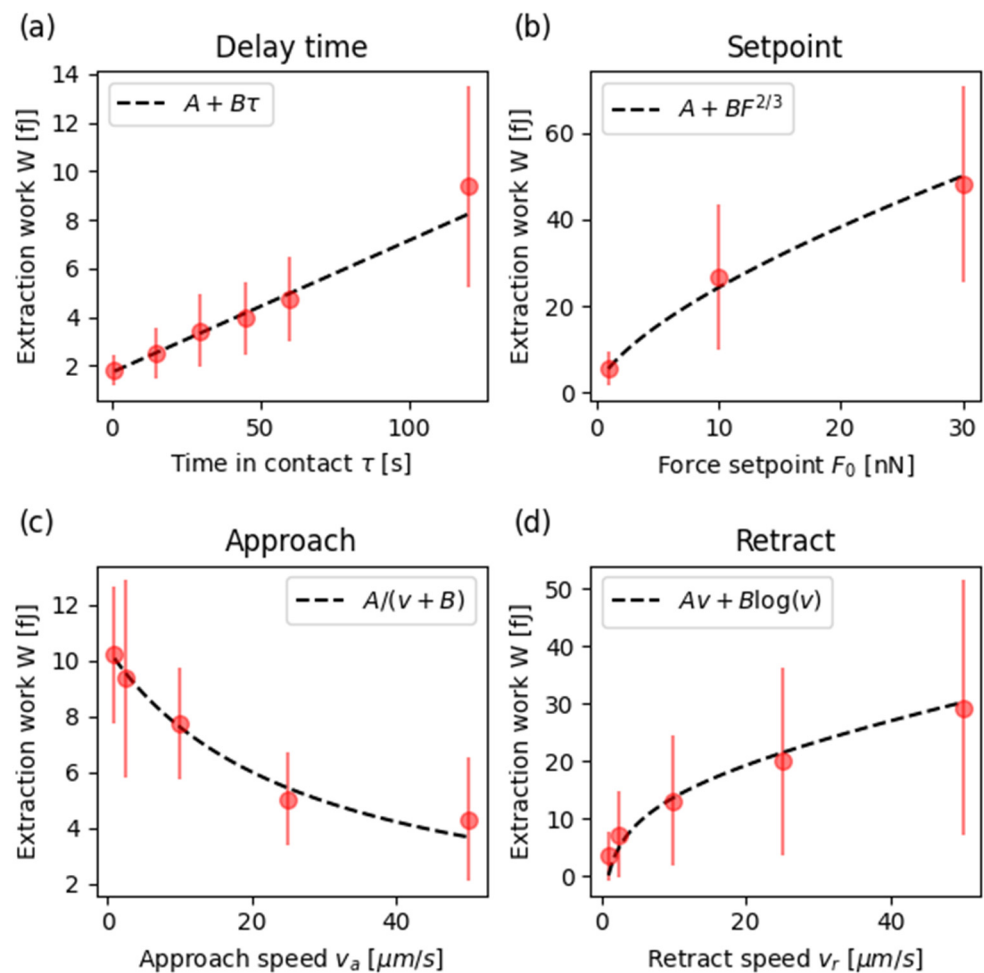 (a)
Delay time
Extraction work W [fJ]
14
12
10
8
6
4
2
A + Bτ
0
50
100
Time in contact τ [s]
(b)
Setpoint
Extraction work W [fJ]
60
40
20
0
A + BF^{2/3}
0
10
20
30
Force setpoint F₀ [nN]
(c)
Approach
Extraction work W [fJ]
12
10
8
6
4
2
A/(v + B)
0
20
40
Approach speed vₐ [μm/s]
(d)
Retract
Extraction work W [fJ]
50
40
30
20
10
0
Av + Blog(v)
0
20
40
Retract speed vᵣ [μm/s]